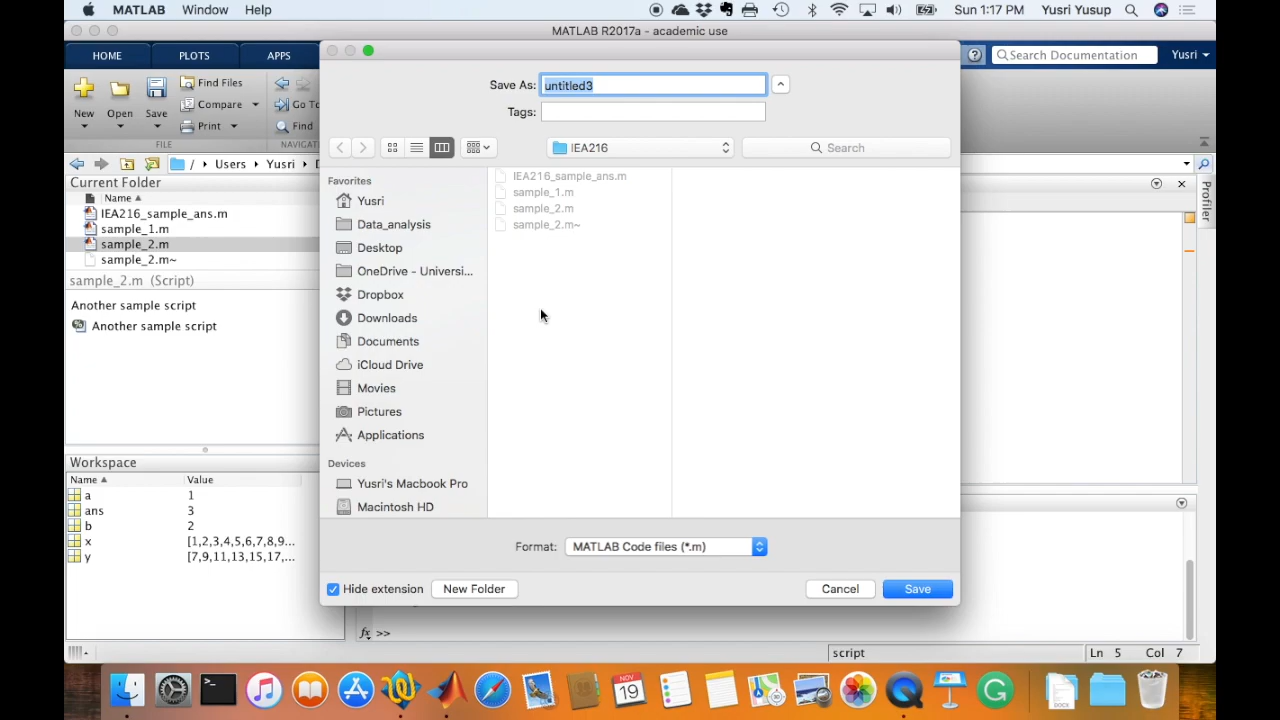 MATLAB Window Help Sun 1:17 PM Yusri Yusup
MATLAB R2017a - academic use
HOME PLOTS APPS Search Documentation Yusri
Save As: untitled3
Tags:
New Open Save Find Files Compare Print Go To Find
FILE NAVIGAT
IEA216 Search
/ Users Yusri
Current Folder
Name
IEA216_sample_ans.m
sample_1.m
sample_2.m
sample_2.m~
sample_2.m (Script)
Another sample script
Another sample script
Workspace
Name Value
a 1
ans 3
b 2
x [1,2,3,4,5,6,7,8,9...
y [7,9,11,13,15,17,...
Favorites
Yusri
Data_analysis
Desktop
OneDrive - Universi...
Dropbox
Downloads
Documents
iCloud Drive
Movies
Pictures
Applications
Devices
Yusri's Macbook Pro
Macintosh HD
IEA216_sample_ans.m
sample_1.m
sample_2.m
sample_2.m~
Format: MATLAB Code files (*.m)
Hide extension New Folder Cancel Save
Profiler
fx >>
script Ln 5 Col 7
NOV
19
DOCX